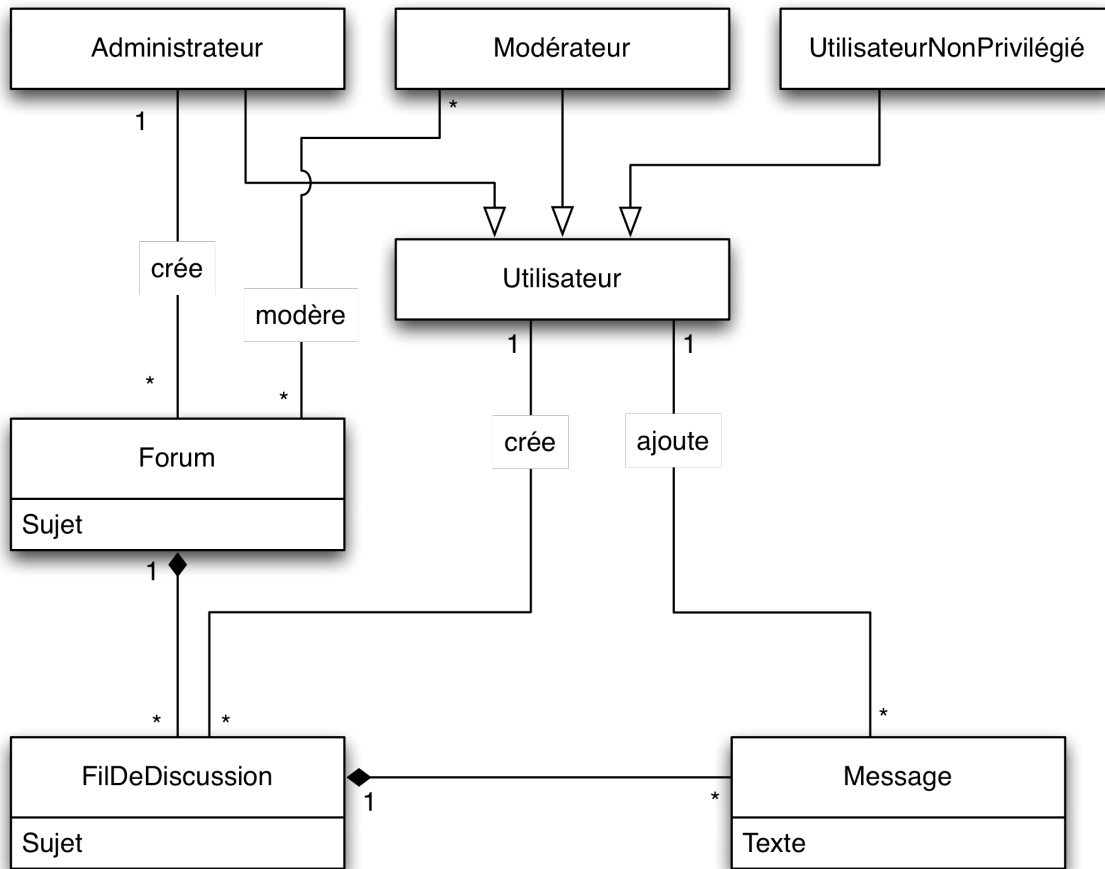 Administrateur
Modérateur
UtilisateurNonPrivilégié
1
*
crée
modère
Utilisateur
*
*
1
1
crée
ajoute
Forum
Sujet
1
*
*
*
FilDeDiscussion
Sujet
1
*
Message
Texte